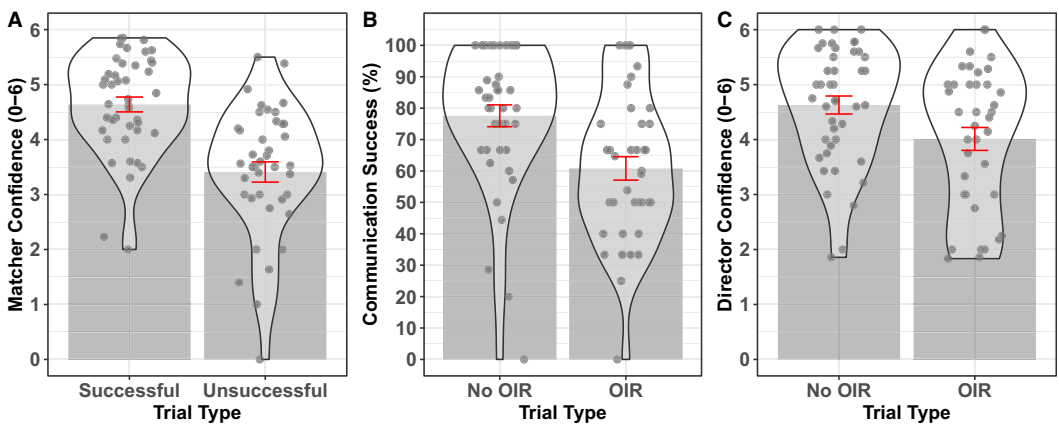 A
Matcher Confidence (0–6)
6
5
4
3
2
1
0
Successful Unsuccessful
Trial Type
B
Communication Success (%)
100
90
80
70
60
50
40
30
20
10
0
No OIR OIR
Trial Type
C
Director Confidence (0–6)
6
5
4
3
2
1
0
No OIR OIR
Trial Type